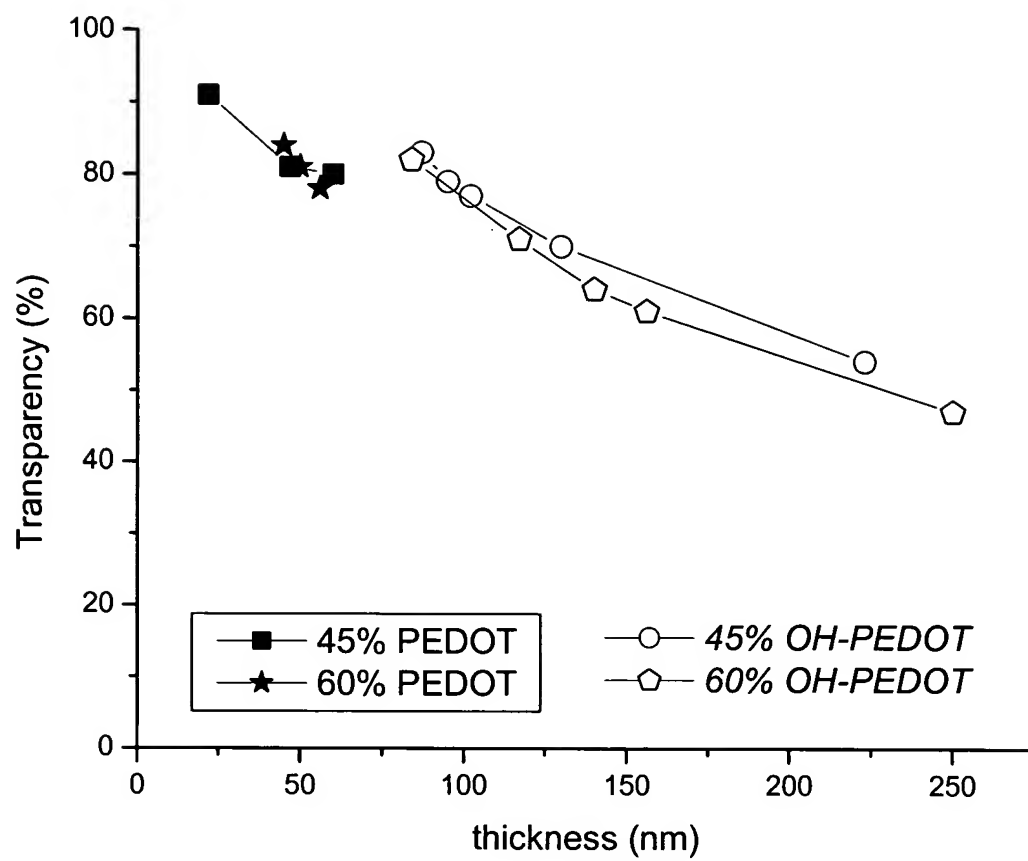 100
80
60
40
20
0
Transparency (%)
45% PEDOT
60% PEDOT
45% OH-PEDOT
60% OH-PEDOT
0 50 100 150 200 250
thickness (nm)